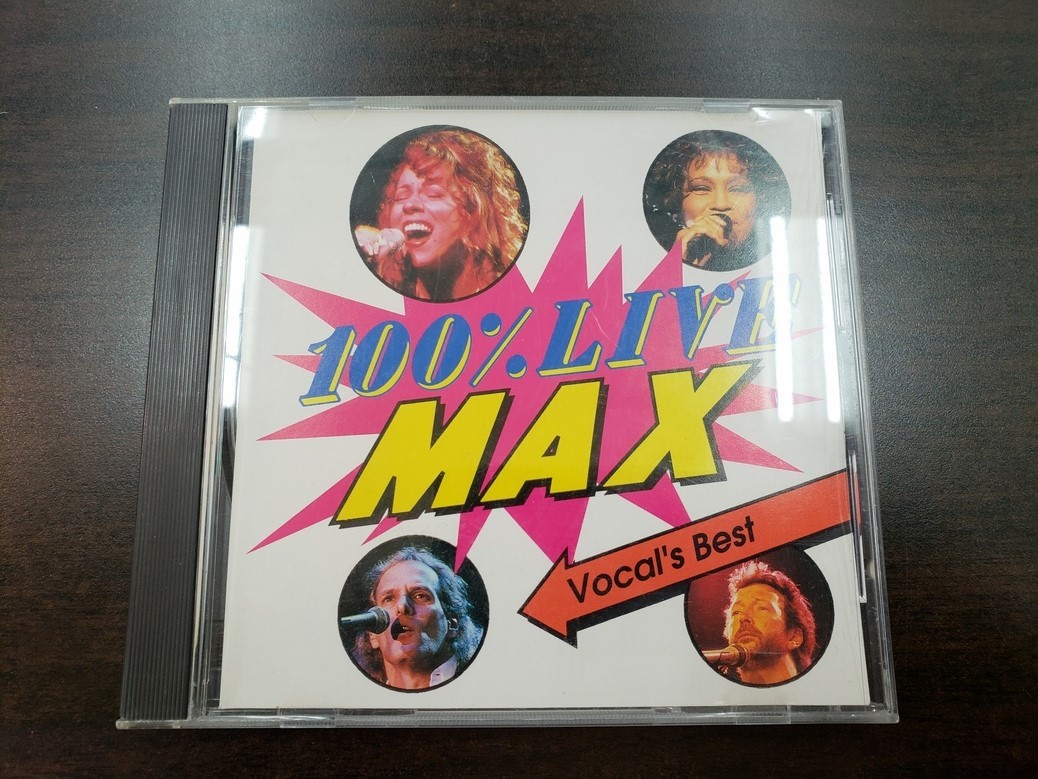 100% LIVE
MAX
Vocal's Best